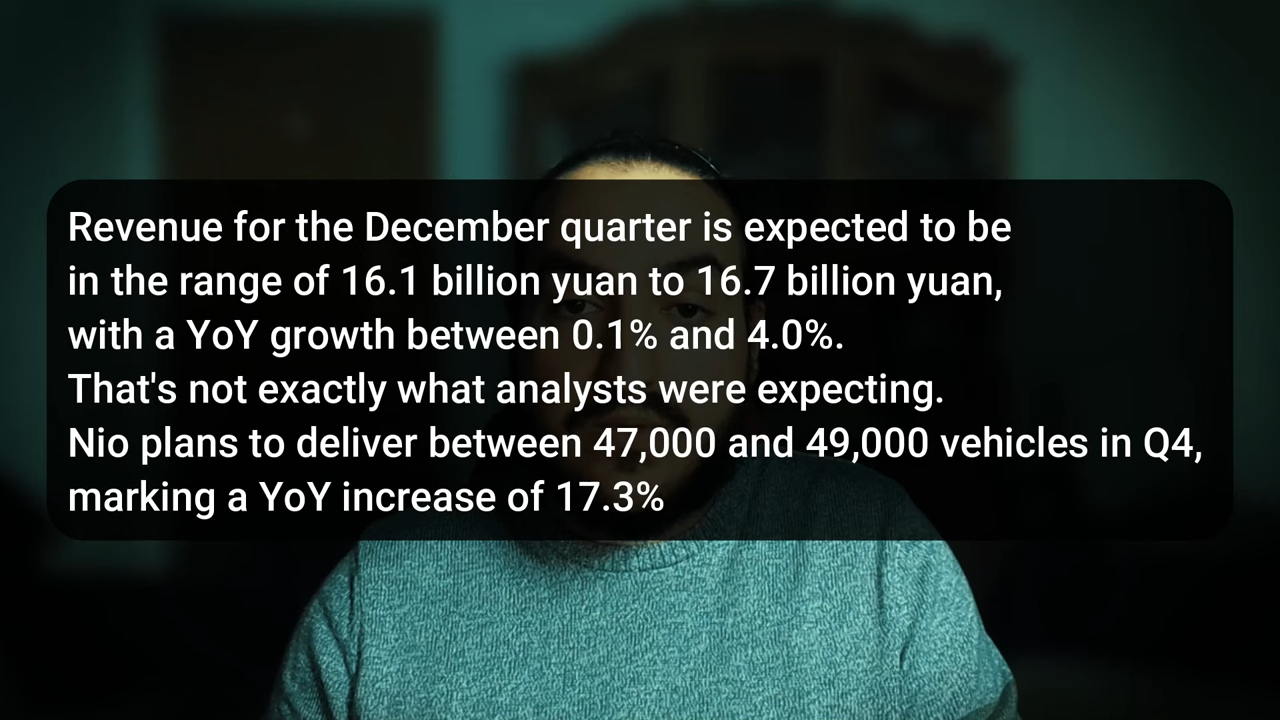 Revenue for the December quarter is expected to be
in the range of 16.1 billion yuan to 16.7 billion yuan,
with a YoY growth between 0.1% and 4.0%.
That's not exactly what analysts were expecting.
Nio plans to deliver between 47,000 and 49,000 vehicles in Q4,
marking a YoY increase of 17.3%